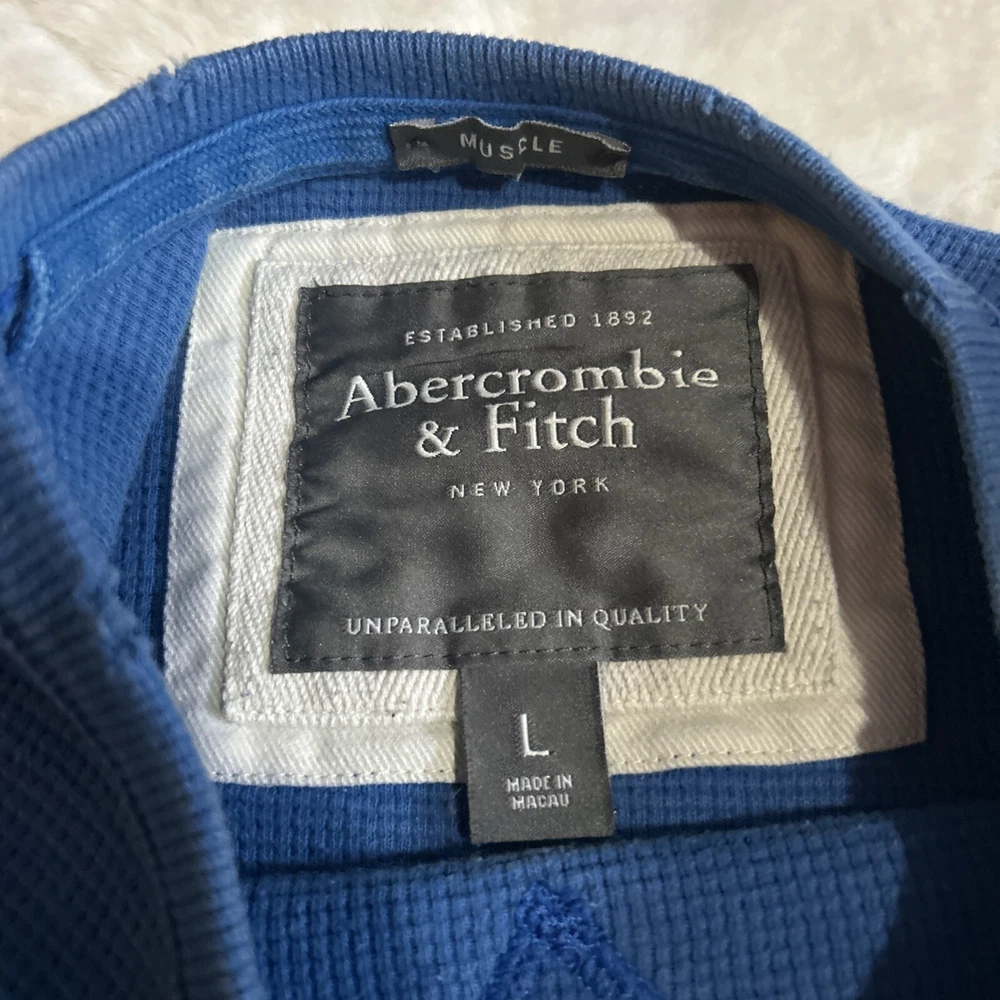 MUSCLE
ESTABLISHED 1892
Abercrombie
& Fitch
NEW YORK
UNPARALLELED IN QUALITY
L
MADE IN
MACAU